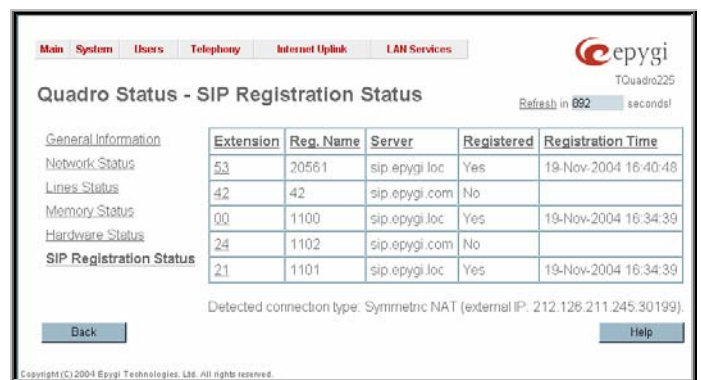 Main System Users Telephony Internet Uplink LAN Services
epygi
TQuadro225
Quadro Status - SIP Registration Status
Refresh in 892 seconds!
General Information
Network Status
Lines Status
Memory Status
Hardware Status
SIP Registration Status
Extension Reg. Name Server Registered Registration Time
53 20561 sip.epygi.loc Yes 19-Nov-2004 16:40:48
42 42 sip.epygi.com No
00 1100 sip.epygi.loc Yes 19-Nov-2004 16:34:39
24 1102 sip.epygi.com No
21 1101 sip.epygi.loc Yes 19-Nov-2004 16:34:39
Detected connection type: Symmetric NAT (external IP: 212.126.211.245:30199).
Back Help
Copyright (C) 2004 Epygi Technologies, Ltd. All rights reserved.